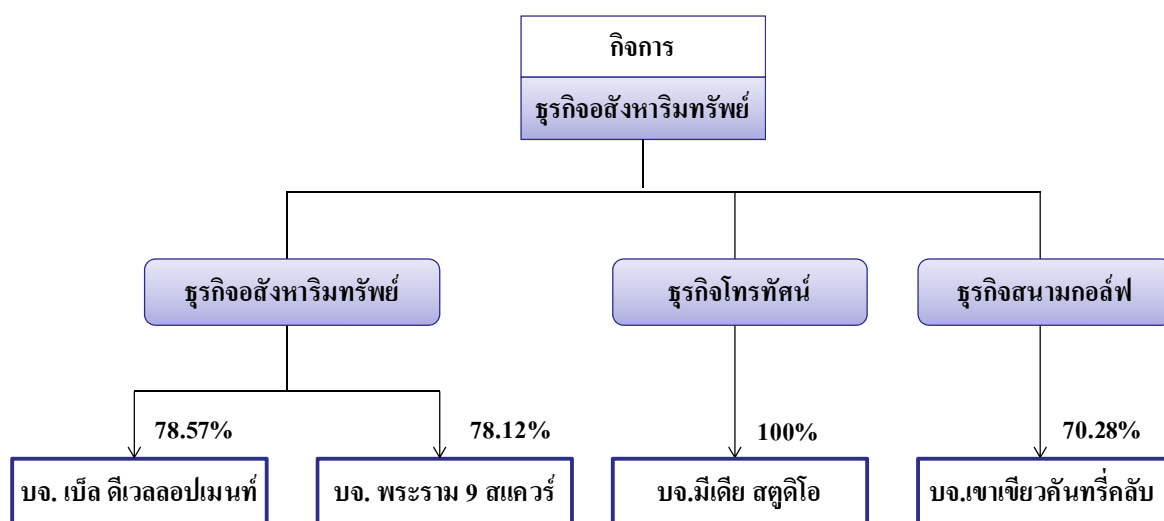 กิจการ
ธุรกิจอสังหาริมทรัพย์
ธุรกิจอสังหาริมทรัพย์
ธุรกิจโทรทัศน์
ธุรกิจสนามกอล์ฟ
78.57%
78.12%
100%
70.28%
บจ. เบ็ล ดีเวลลอปเมนท์
บจ. พระราม 9 สแควร์
บจ.มีเดีย สตูดิโอ
บจ.เขาเขียวคันทรี่คลับ